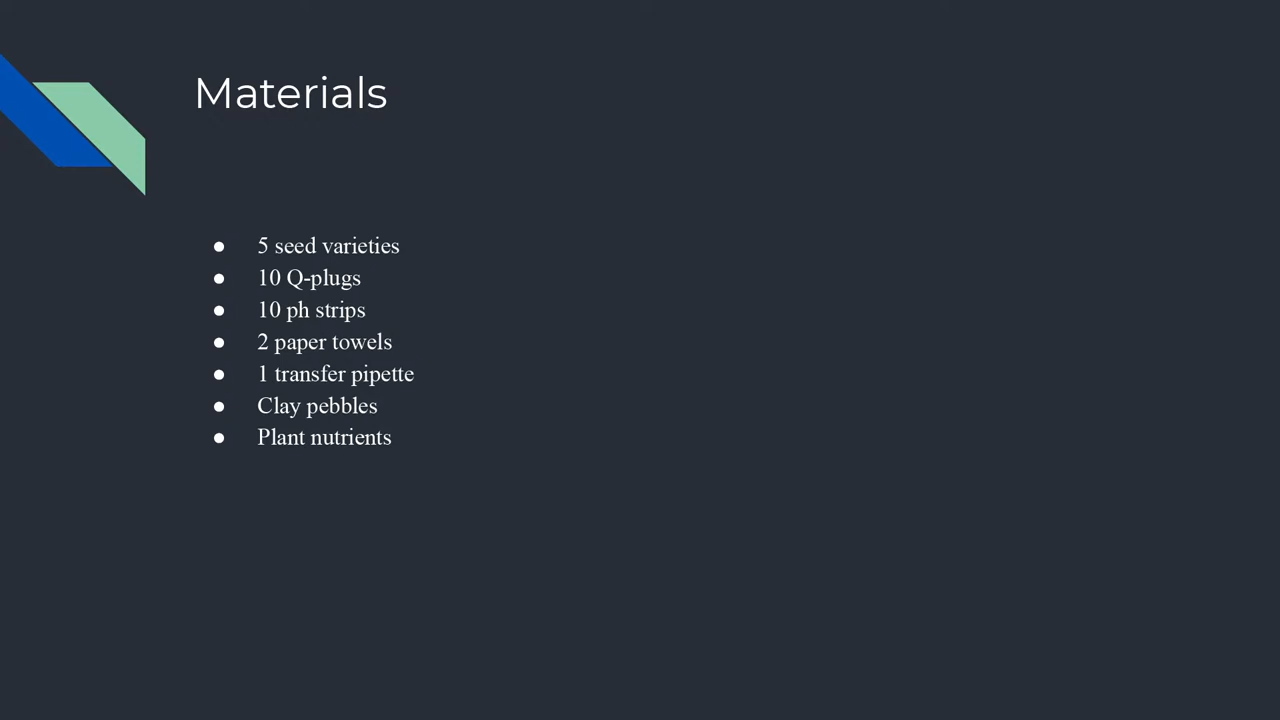 Materials
● 5 seed varieties
● 10 Q-plugs
● 10 ph strips
● 2 paper towels
● 1 transfer pipette
● Clay pebbles
● Plant nutrients